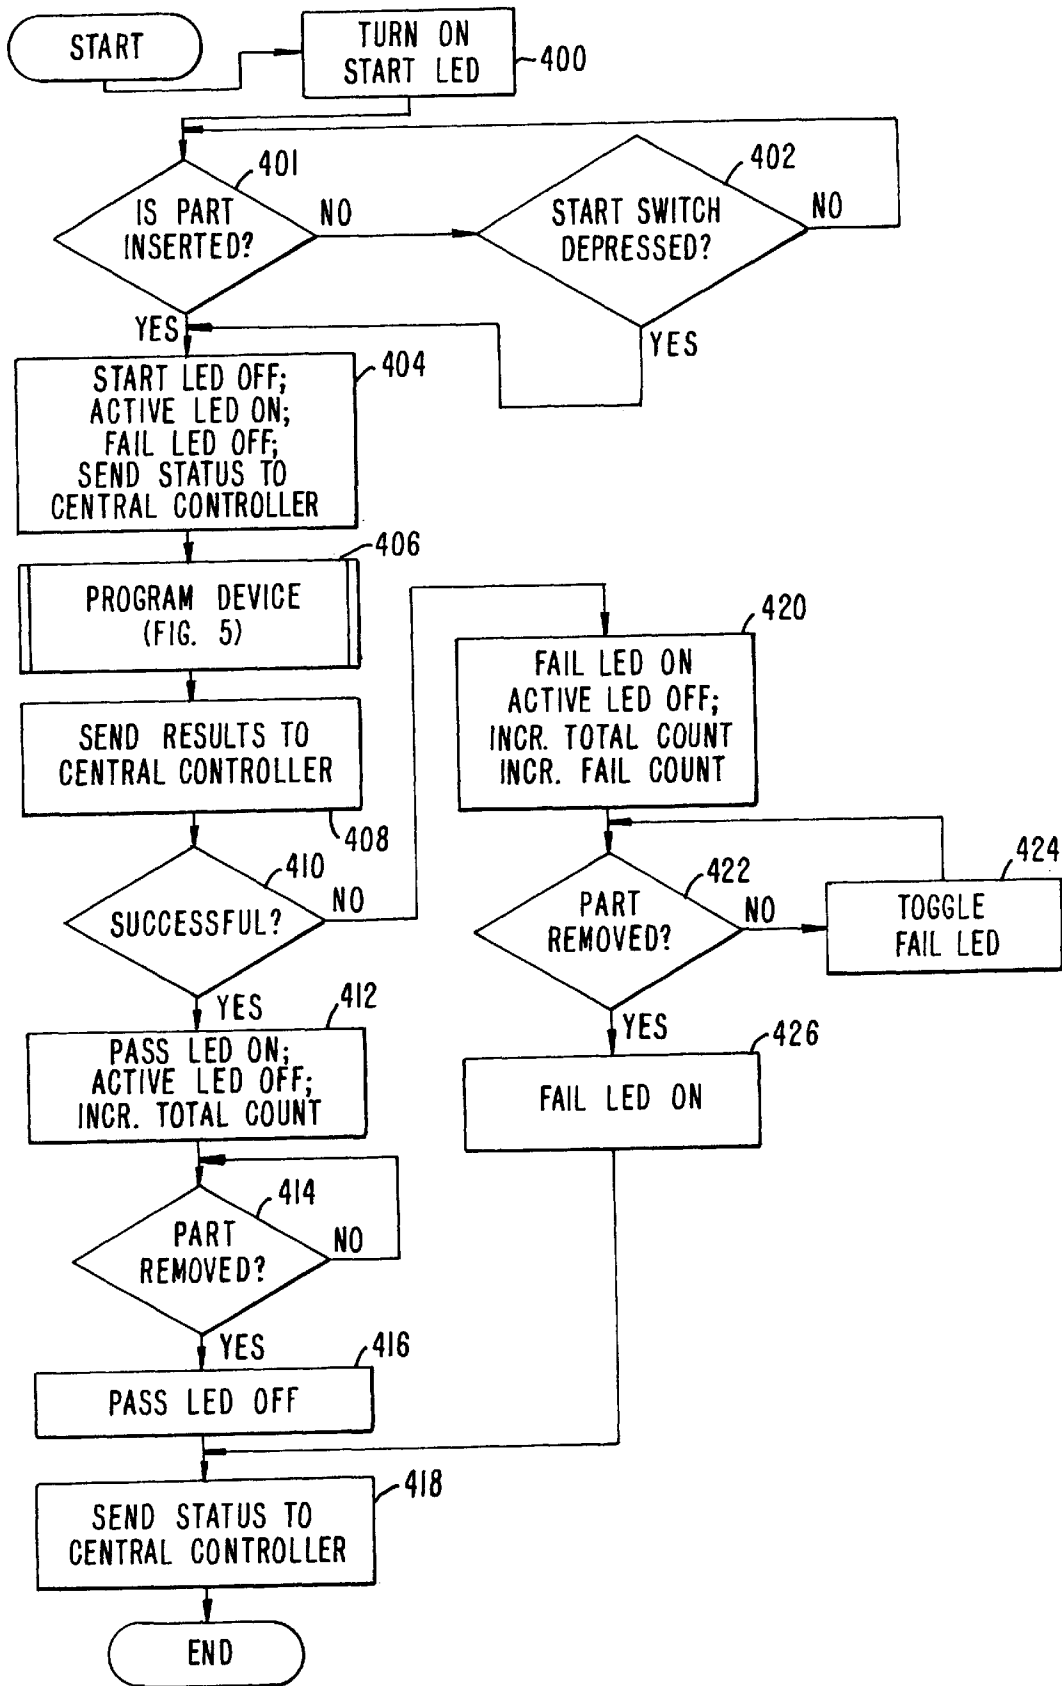 START
TURN ON
START LED
400
401
IS PART
INSERTED?
NO
402
START SWITCH
DEPRESSED?
NO
YES
YES
404
START LED OFF;
ACTIVE LED ON;
FAIL LED OFF;
SEND STATUS TO
CENTRAL CONTROLLER
406
PROGRAM DEVICE
(FIG. 5)
SEND RESULTS TO
CENTRAL CONTROLLER
408
410
SUCCESSFUL?
NO
YES
412
PASS LED ON;
ACTIVE LED OFF;
INCR. TOTAL COUNT
414
PART
REMOVED?
NO
YES
416
PASS LED OFF
418
SEND STATUS TO
CENTRAL CONTROLLER
END
420
FAIL LED ON
ACTIVE LED OFF;
INCR. TOTAL COUNT
INCR. FAIL COUNT
422
PART
REMOVED?
NO
424
TOGGLE
FAIL LED
YES
426
FAIL LED ON